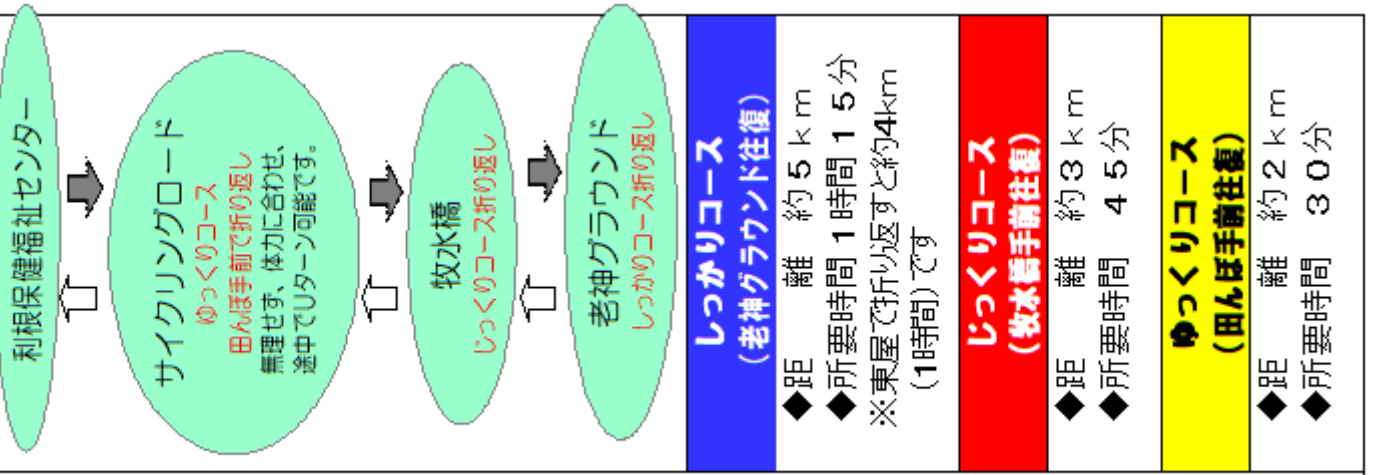 利根保健福祉センター
サイクリングロード
ゆっくりコース
田んぼ手前で折り返し
無理せず、体力に合わせ、
途中でUターン可能です。
牧水橋
じっくりコース折り返し
老神グラウンド
しっかりコース折り返し
しっかりコース
（老神グラウンド往復）
◆距　離　約５ｋｍ
◆所要時間１時間１５分
※東屋で折り返すと約4km
（1時間）です
じっくりコース
（牧水橋手前往復）
◆距　離　約３ｋｍ
◆所要時間　４５分
ゆっくりコース
（田んぼ手前往復）
◆距　離　約２ｋｍ
◆所要時間　３０分